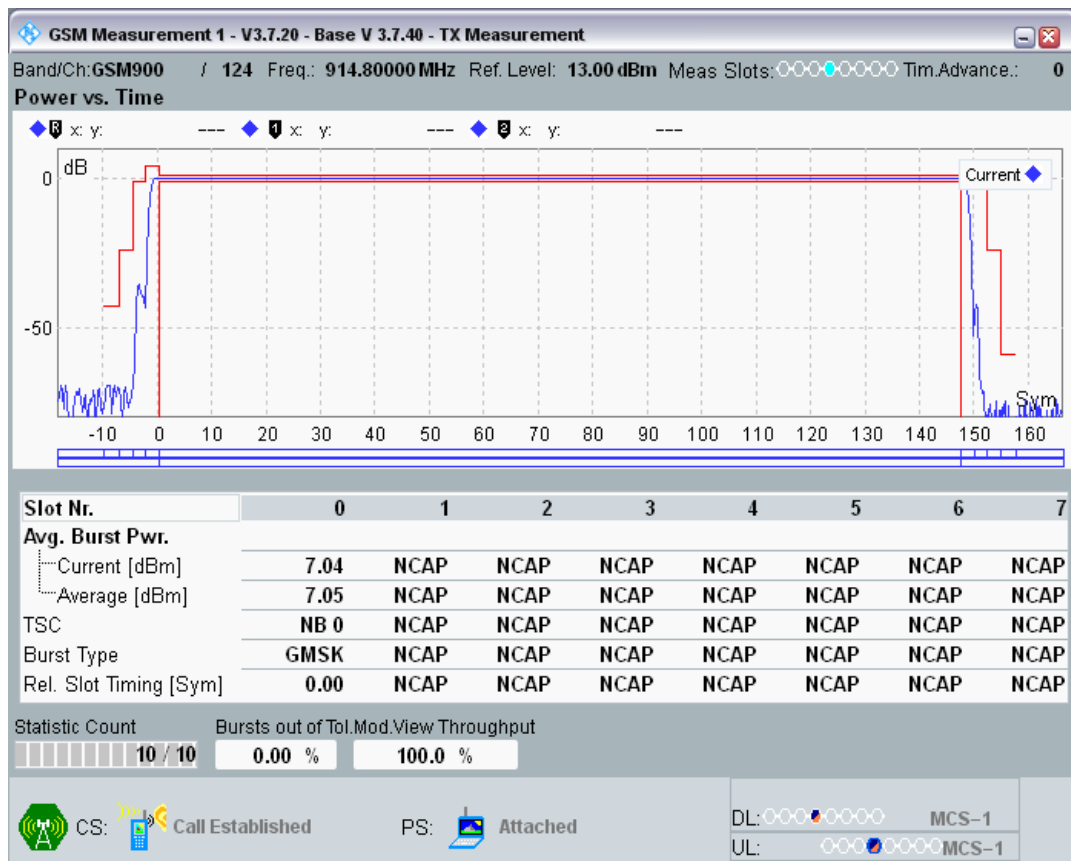 GSM Measurement 1 - V3.7.20 - Base V 3.7.40 - TX Measurement
Band/Ch:GSM900 / 124 Freq.: 914.80000 MHz Ref. Level: 13.00 dBm Meas Slots: Tim.Advance.: 0
Power vs. Time
R x: y: --- 1 x: y: --- 2 x: y: ---
dB
Current
0
-50
Sym
-10 0 10 20 30 40 50 60 70 80 90 100 110 120 130 140 150 160
Slot Nr. 0 1 2 3 4 5 6 7
Avg. Burst Pwr.
Current [dBm] 7.04 NCAP NCAP NCAP NCAP NCAP NCAP NCAP
Average [dBm] 7.05 NCAP NCAP NCAP NCAP NCAP NCAP NCAP
TSC NB 0 NCAP NCAP NCAP NCAP NCAP NCAP NCAP
Burst Type GMSK NCAP NCAP NCAP NCAP NCAP NCAP NCAP
Rel. Slot Timing [Sym] 0.00 NCAP NCAP NCAP NCAP NCAP NCAP NCAP
Statistic Count Bursts out of Tol.Mod.View Throughput
10 / 10 0.00 % 100.0 %
CS: Call Established PS: Attached
DL: MCS-1
UL: MCS-1